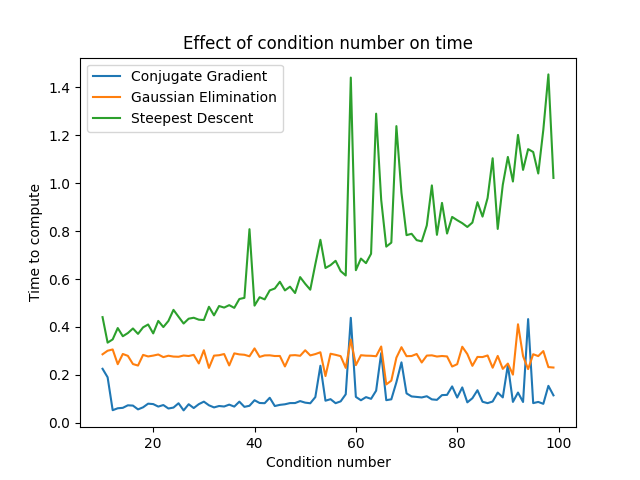 Effect of condition number on time
Conjugate Gradient
Gaussian Elimination
Steepest Descent
1.4
1.2
1.0
0.8
0.6
0.4
0.2
0.0
Time to compute
20 40 60 80 100
Condition number